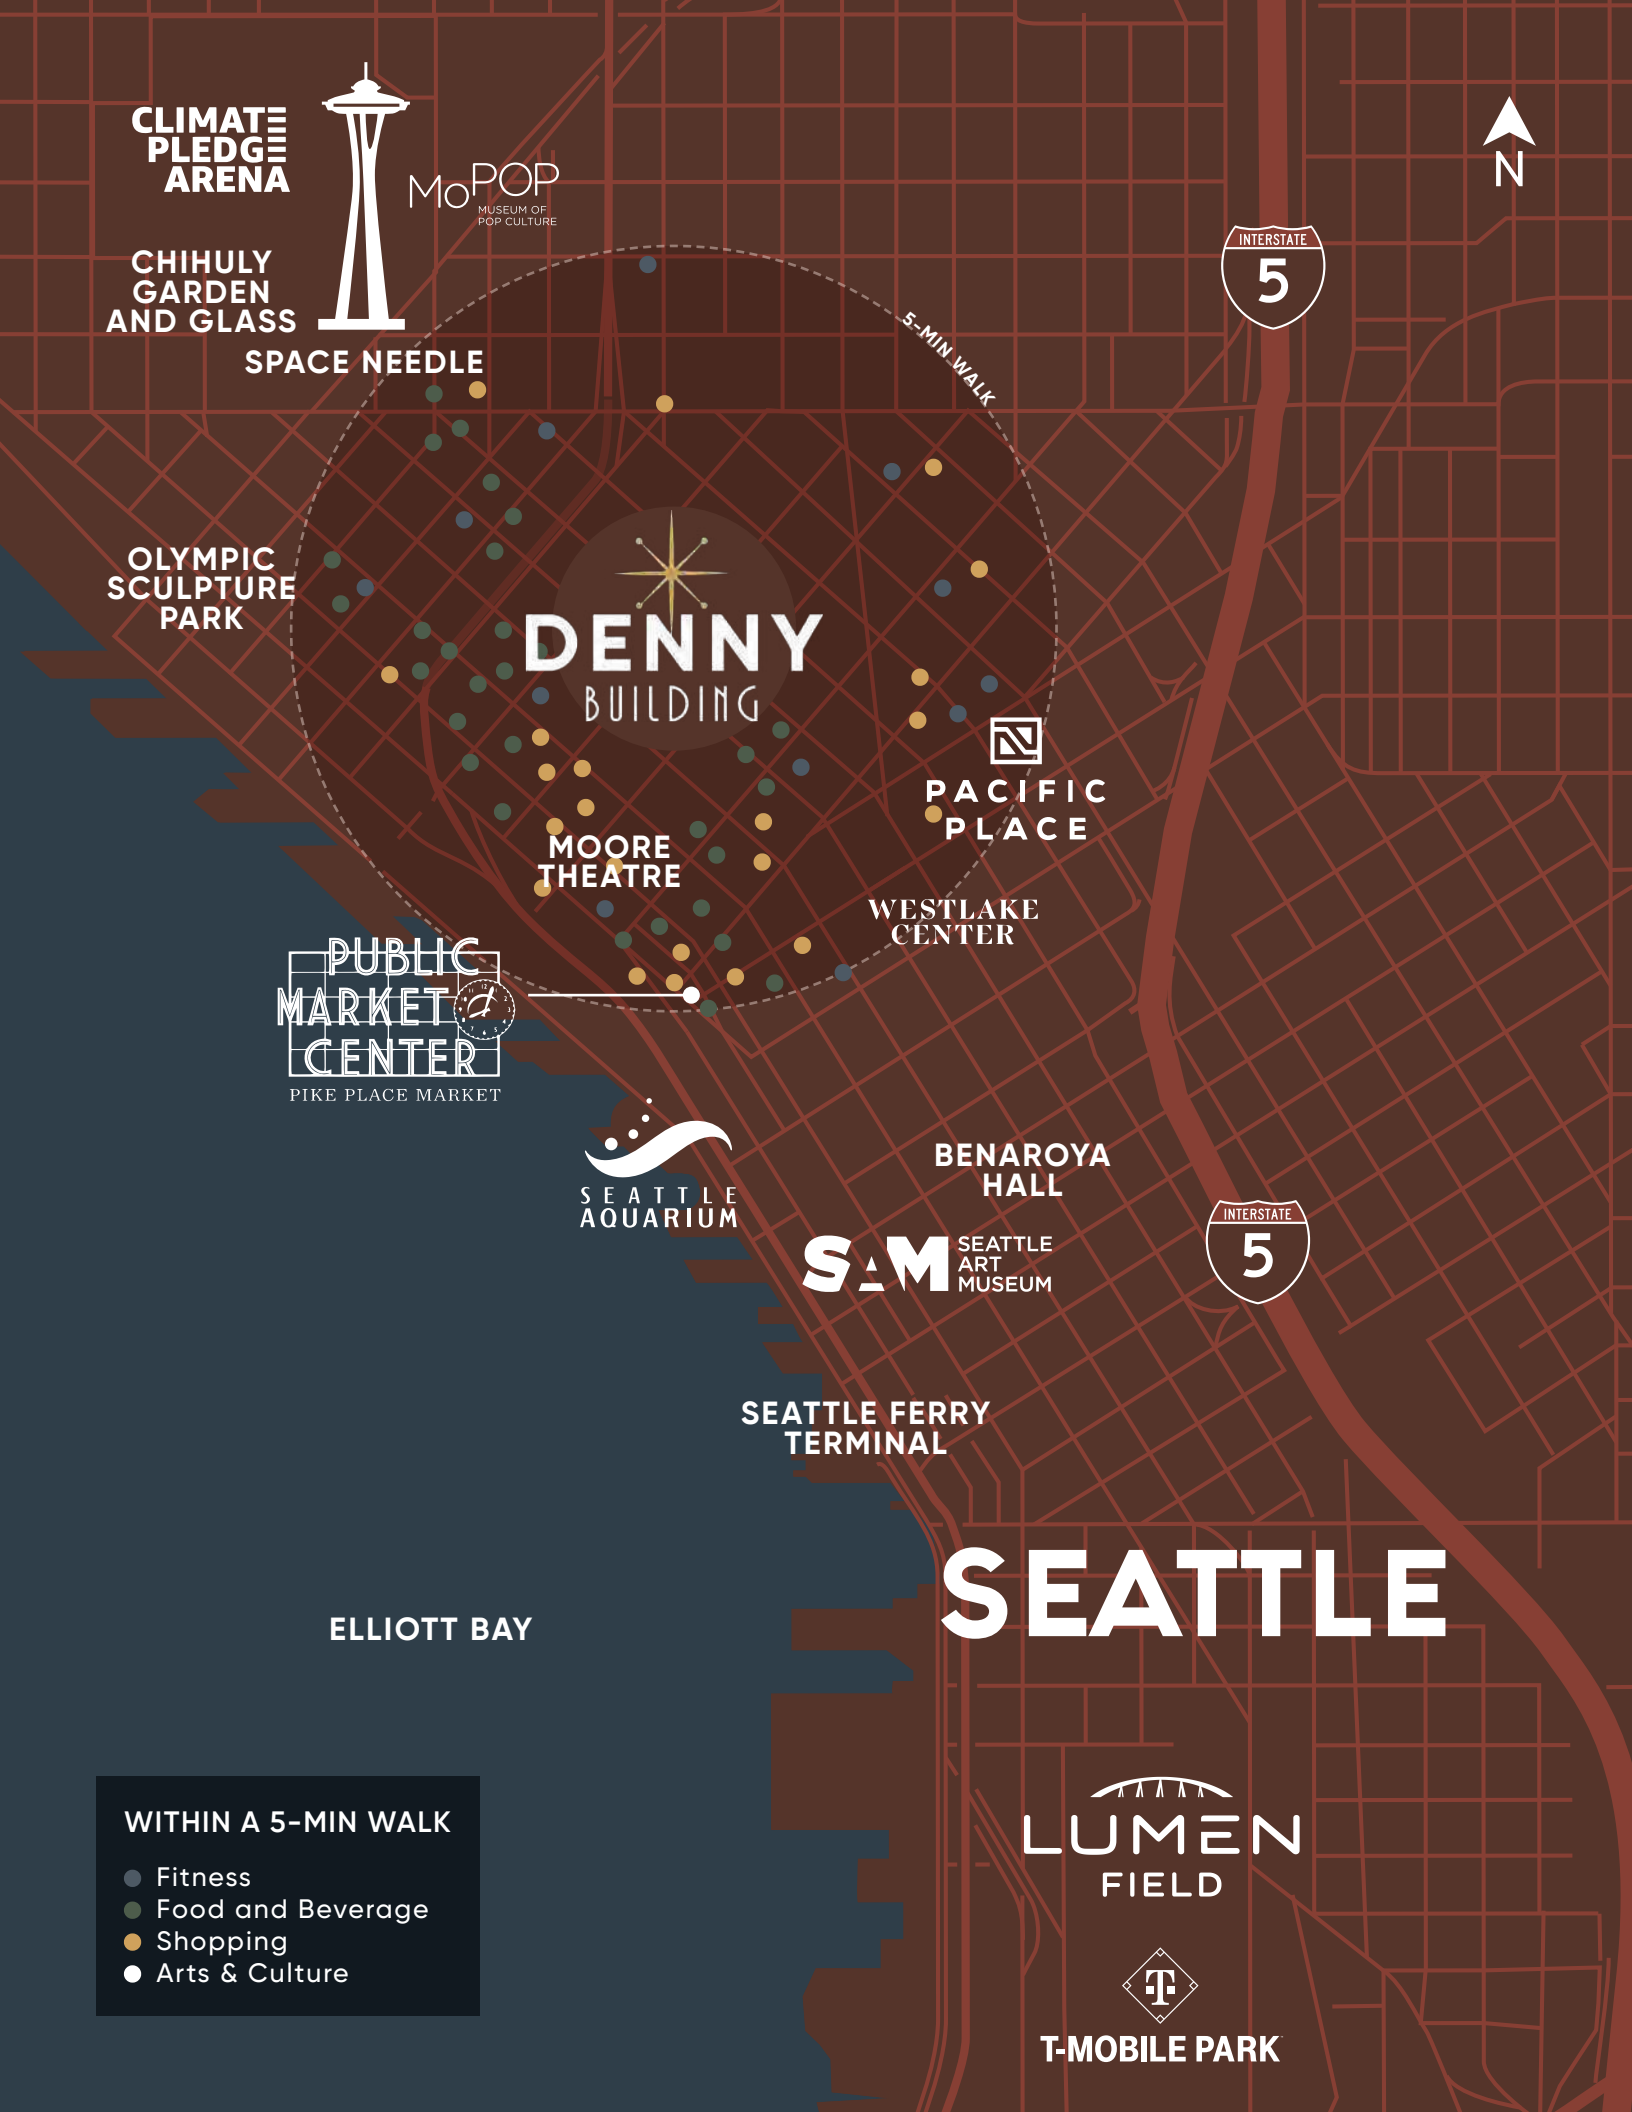 CLIMATE
PLEDGE
ARENA
MoPOP
MUSEUM OF
POP CULTURE
N
CHIHULY
GARDEN
AND GLASS
SPACE NEEDLE
INTERSTATE
5
5-MIN WALK
OLYMPIC
SCULPTURE
PARK
DENNY
BUILDING
PACIFIC
PLACE
MOORE
THEATRE
WESTLAKE
CENTER
PUBLIC
MARKET
CENTER
PIKE PLACE MARKET
SEATTLE
AQUARIUM
BENAROYA
HALL
SAM
SEATTLE
ART
MUSEUM
INTERSTATE
5
SEATTLE FERRY
TERMINAL
SEATTLE
ELLIOTT BAY
LUMEN
FIELD
T
T-MOBILE PARK
WITHIN A 5-MIN WALK
Fitness
Food and Beverage
Shopping
Arts & Culture